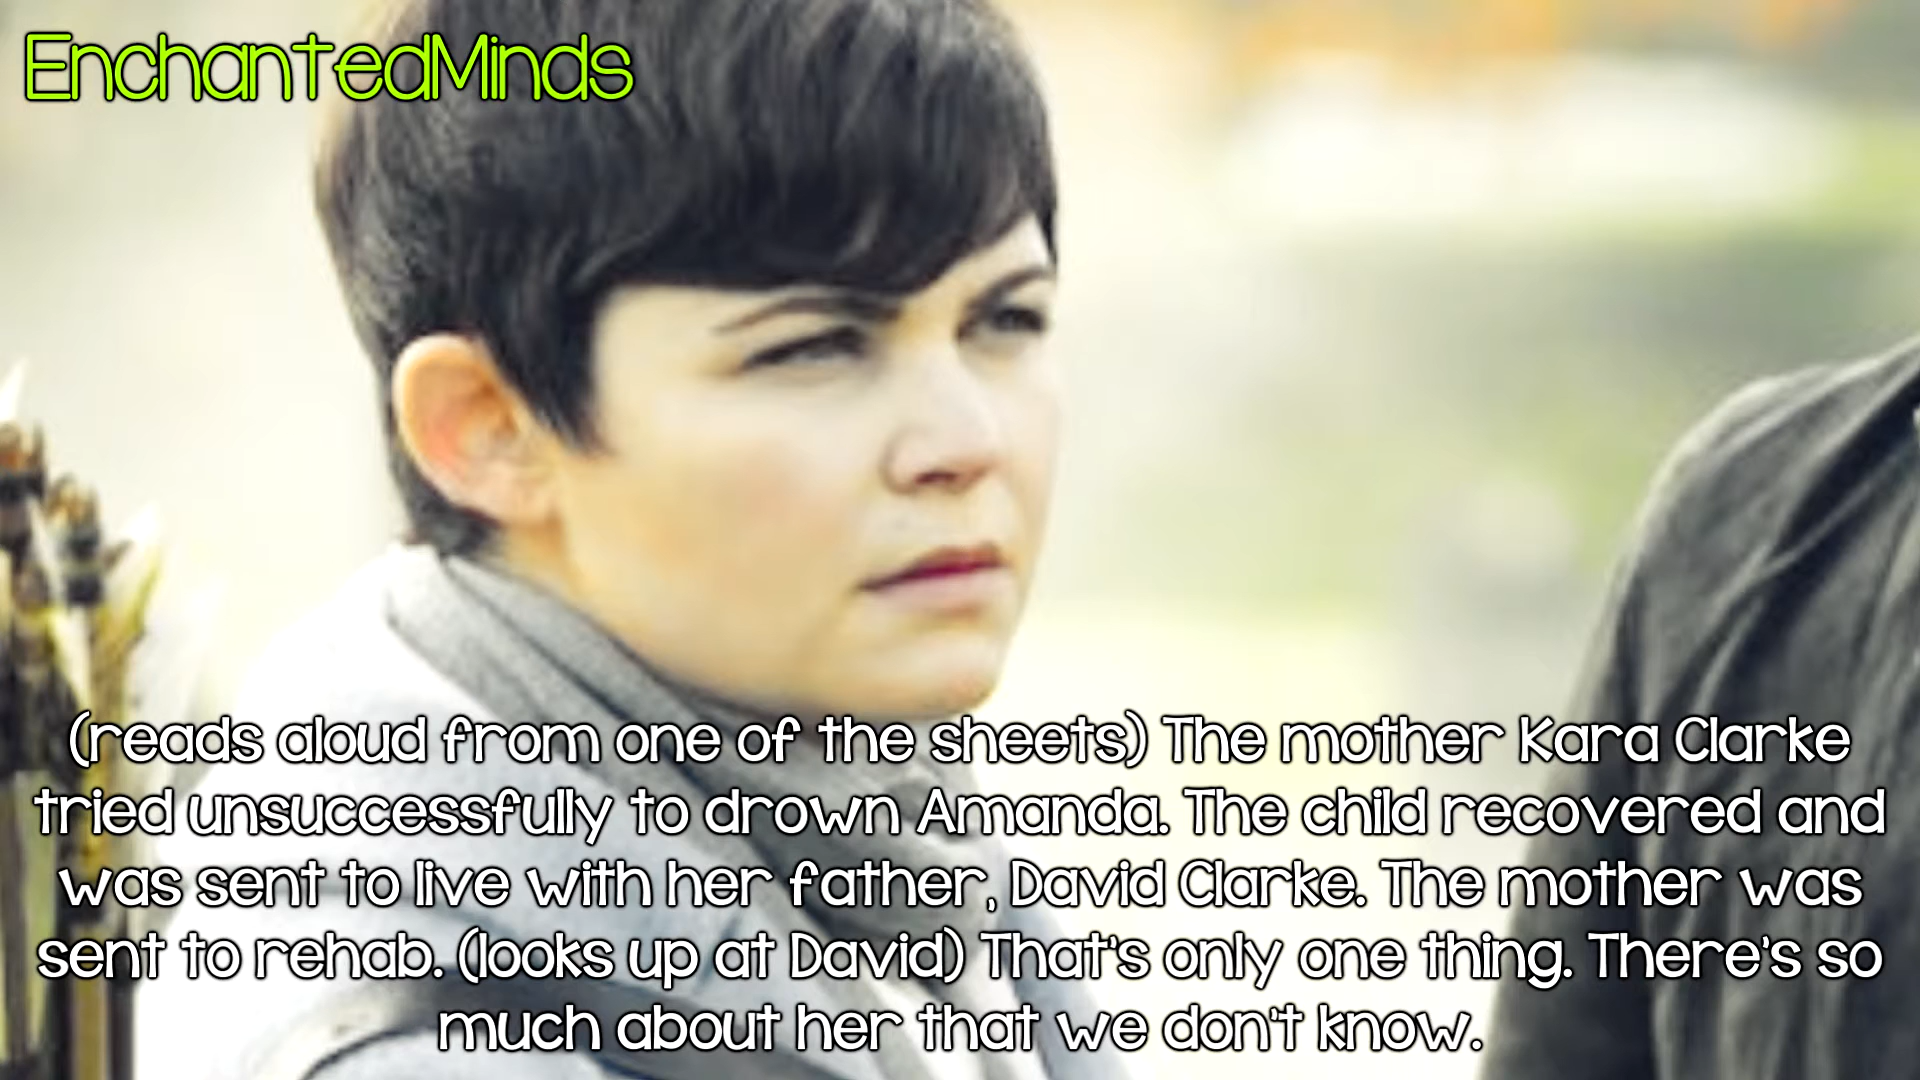 EnchantedMinds
(reads aloud from one of the sheets) The mother Kara Clarke
tried unsuccessfully to drown Amanda. The child recovered and
was sent to live with her father, David Clarke. The mother was
sent to rehab. (looks up at David) That's only one thing. There's so
much about her that we don't know.